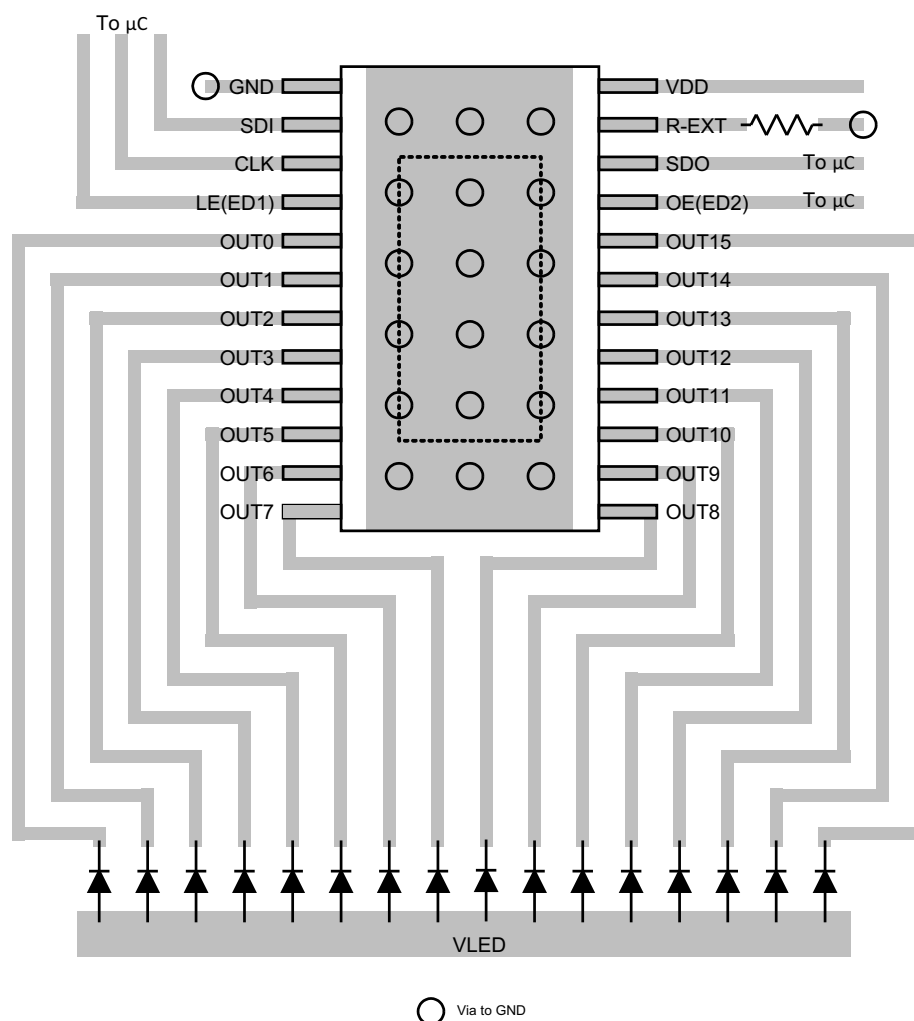 To µC
GND
VDD
SDI
R-EXT
CLK
SDO
To µC
LE(ED1)
OE(ED2)
To µC
OUT0
OUT15
OUT1
OUT14
OUT2
OUT13
OUT3
OUT12
OUT4
OUT11
OUT5
OUT10
OUT6
OUT9
OUT7
OUT8
VLED
Via to GND